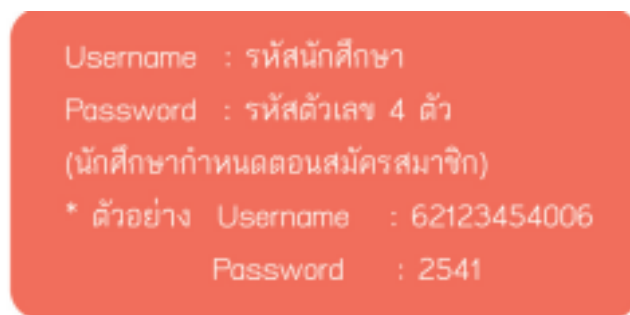 Username : รหัสนักศึกษา
Password : รหัสตัวเลข 4 ตัว
(นักศึกษากำหนดตอนสมัครสมาชิก)
* ตัวอย่าง Username : 62123454006
Password : 2541